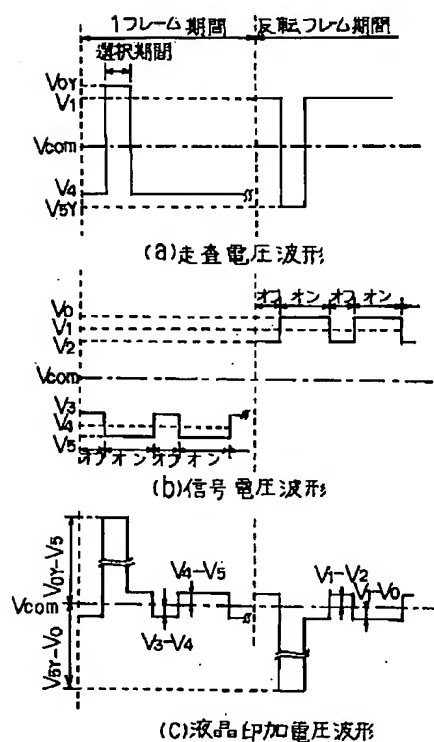 1フレーム期間 反転フレーム期間
選択期間
V0Y
V1
Vcom
V4
V5Y
(a)走査電圧波形
オフ オン オフ オン
V0
V1
V2
Vcom
V3
V4
V5
オフ オン オフ オン
(b)信号電圧波形
V0Y-V5
V4-V5
V1-V2
V1-V0
Vcom
V3-V4
V5Y-V0
(C)液晶印加電圧波形